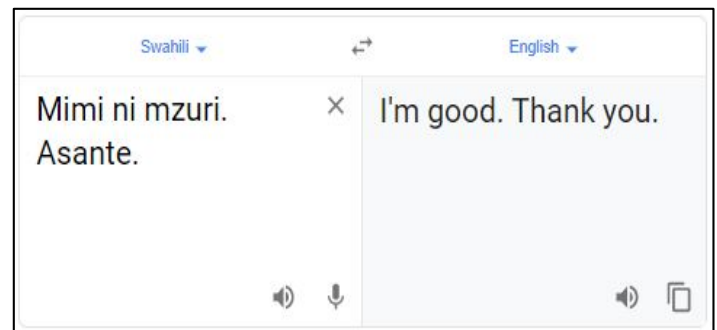 Swahili
English
Mimi ni mzuri.
Asante.
I'm good. Thank you.